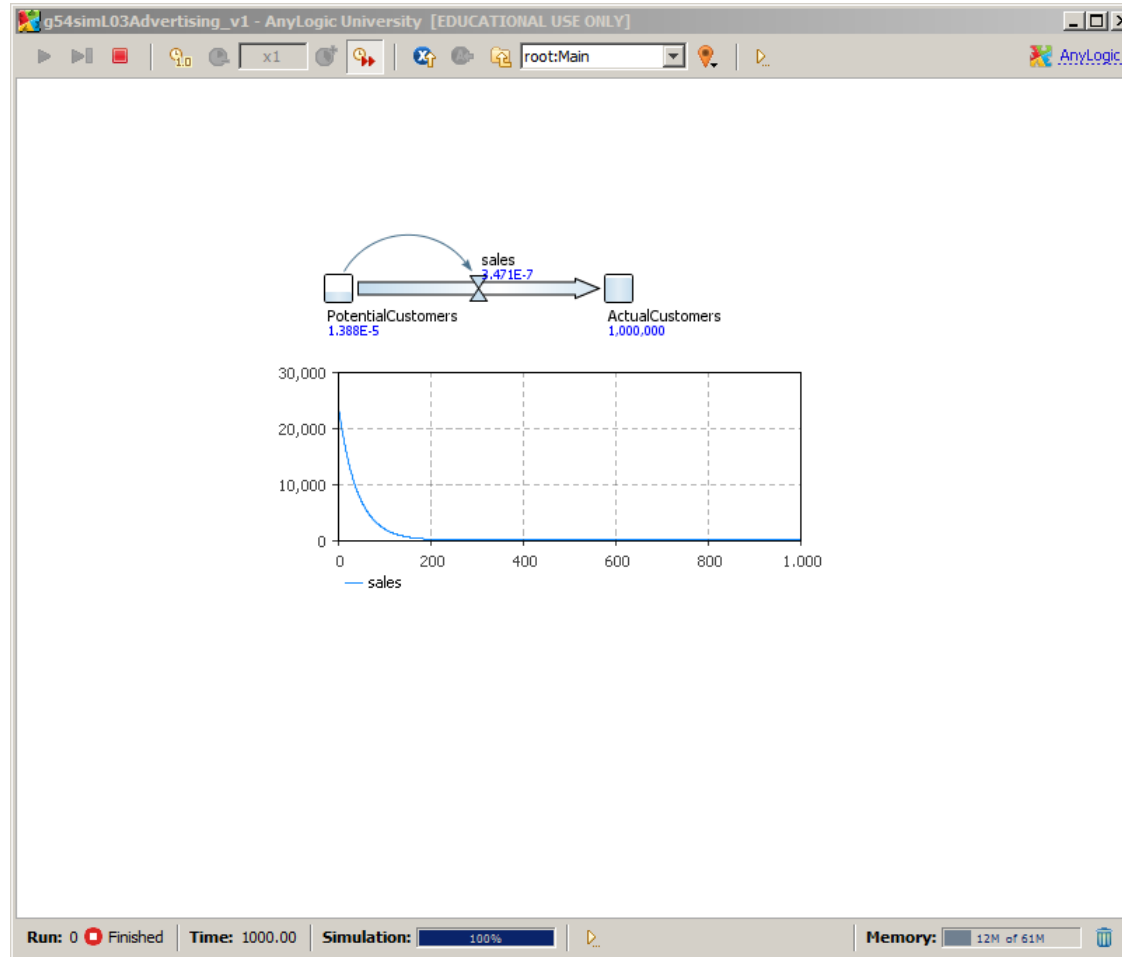 g54simL03Advertising_v1 - AnyLogic University [EDUCATIONAL USE ONLY]
x1 root:Main AnyLogic
sales
3.471E-7
PotentialCustomers
1.388E-5
ActualCustomers
1,000,000
30,000
20,000
10,000
0
0 200 400 600 800 1.000
sales
Run: 0 Finished Time: 1000.00 Simulation: 100% Memory: 12M of 61M